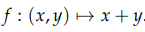 f : (x, y) ↦ x + y.